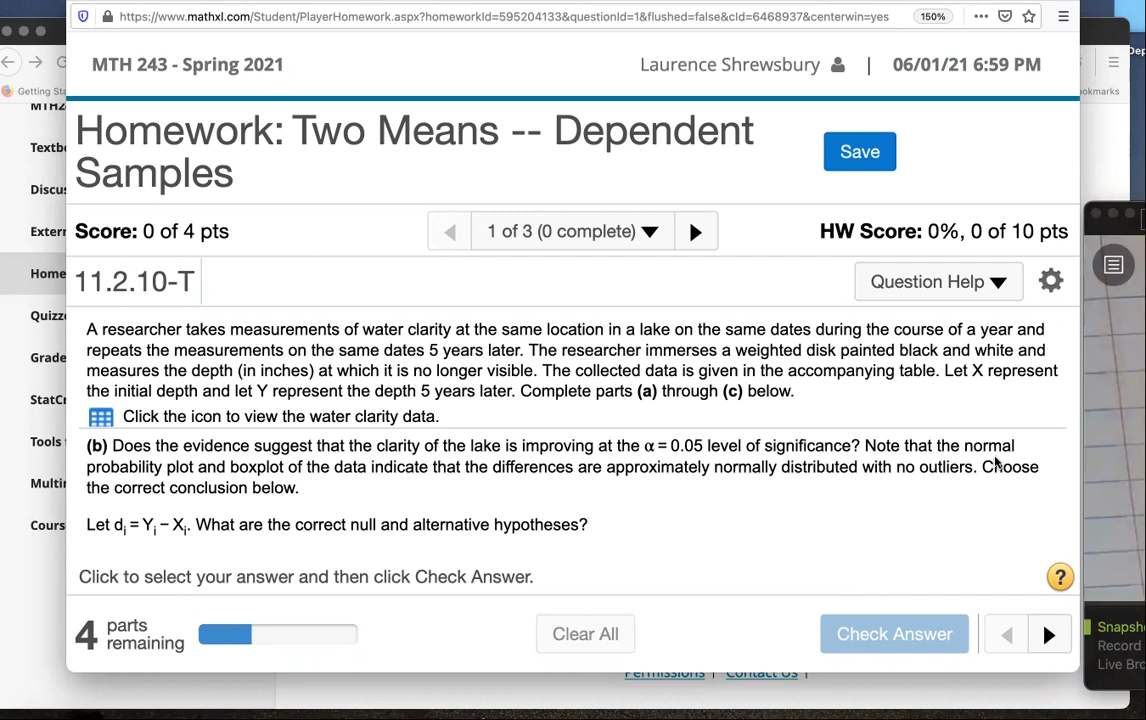 https://www.mathxl.com/Student/PlayerHomework.aspx?homeworkId=595204133&questionId=1&flushed=false&cId=6468937&centerwin=yes
150%
MTH 243 - Spring 2021
Laurence Shrewsbury | 06/01/21 6:59 PM
Getting Sta
Homework: Two Means -- Dependent
Samples
Save
Score: 0 of 4 pts
1 of 3 (0 complete)
HW Score: 0%, 0 of 10 pts
11.2.10-T
Question Help
A researcher takes measurements of water clarity at the same location in a lake on the same dates during the course of a year and
repeats the measurements on the same dates 5 years later. The researcher immerses a weighted disk painted black and white and
measures the depth (in inches) at which it is no longer visible. The collected data is given in the accompanying table. Let X represent
the initial depth and let Y represent the depth 5 years later. Complete parts (a) through (c) below.
Click the icon to view the water clarity data.
(b) Does the evidence suggest that the clarity of the lake is improving at the α = 0.05 level of significance? Note that the normal
probability plot and boxplot of the data indicate that the differences are approximately normally distributed with no outliers. Choose
the correct conclusion below.
Let di = Yi − Xi. What are the correct null and alternative hypotheses?
Click to select your answer and then click Check Answer.
?
4 parts
remaining
Clear All
Check Answer
Textb
Discu
Exter
Home
Quizz
Grade
StatC
Tools
Multi
Cours
Permissions | Contact Us |
Dep
okmarks
Snapsh
Record
Live Bro